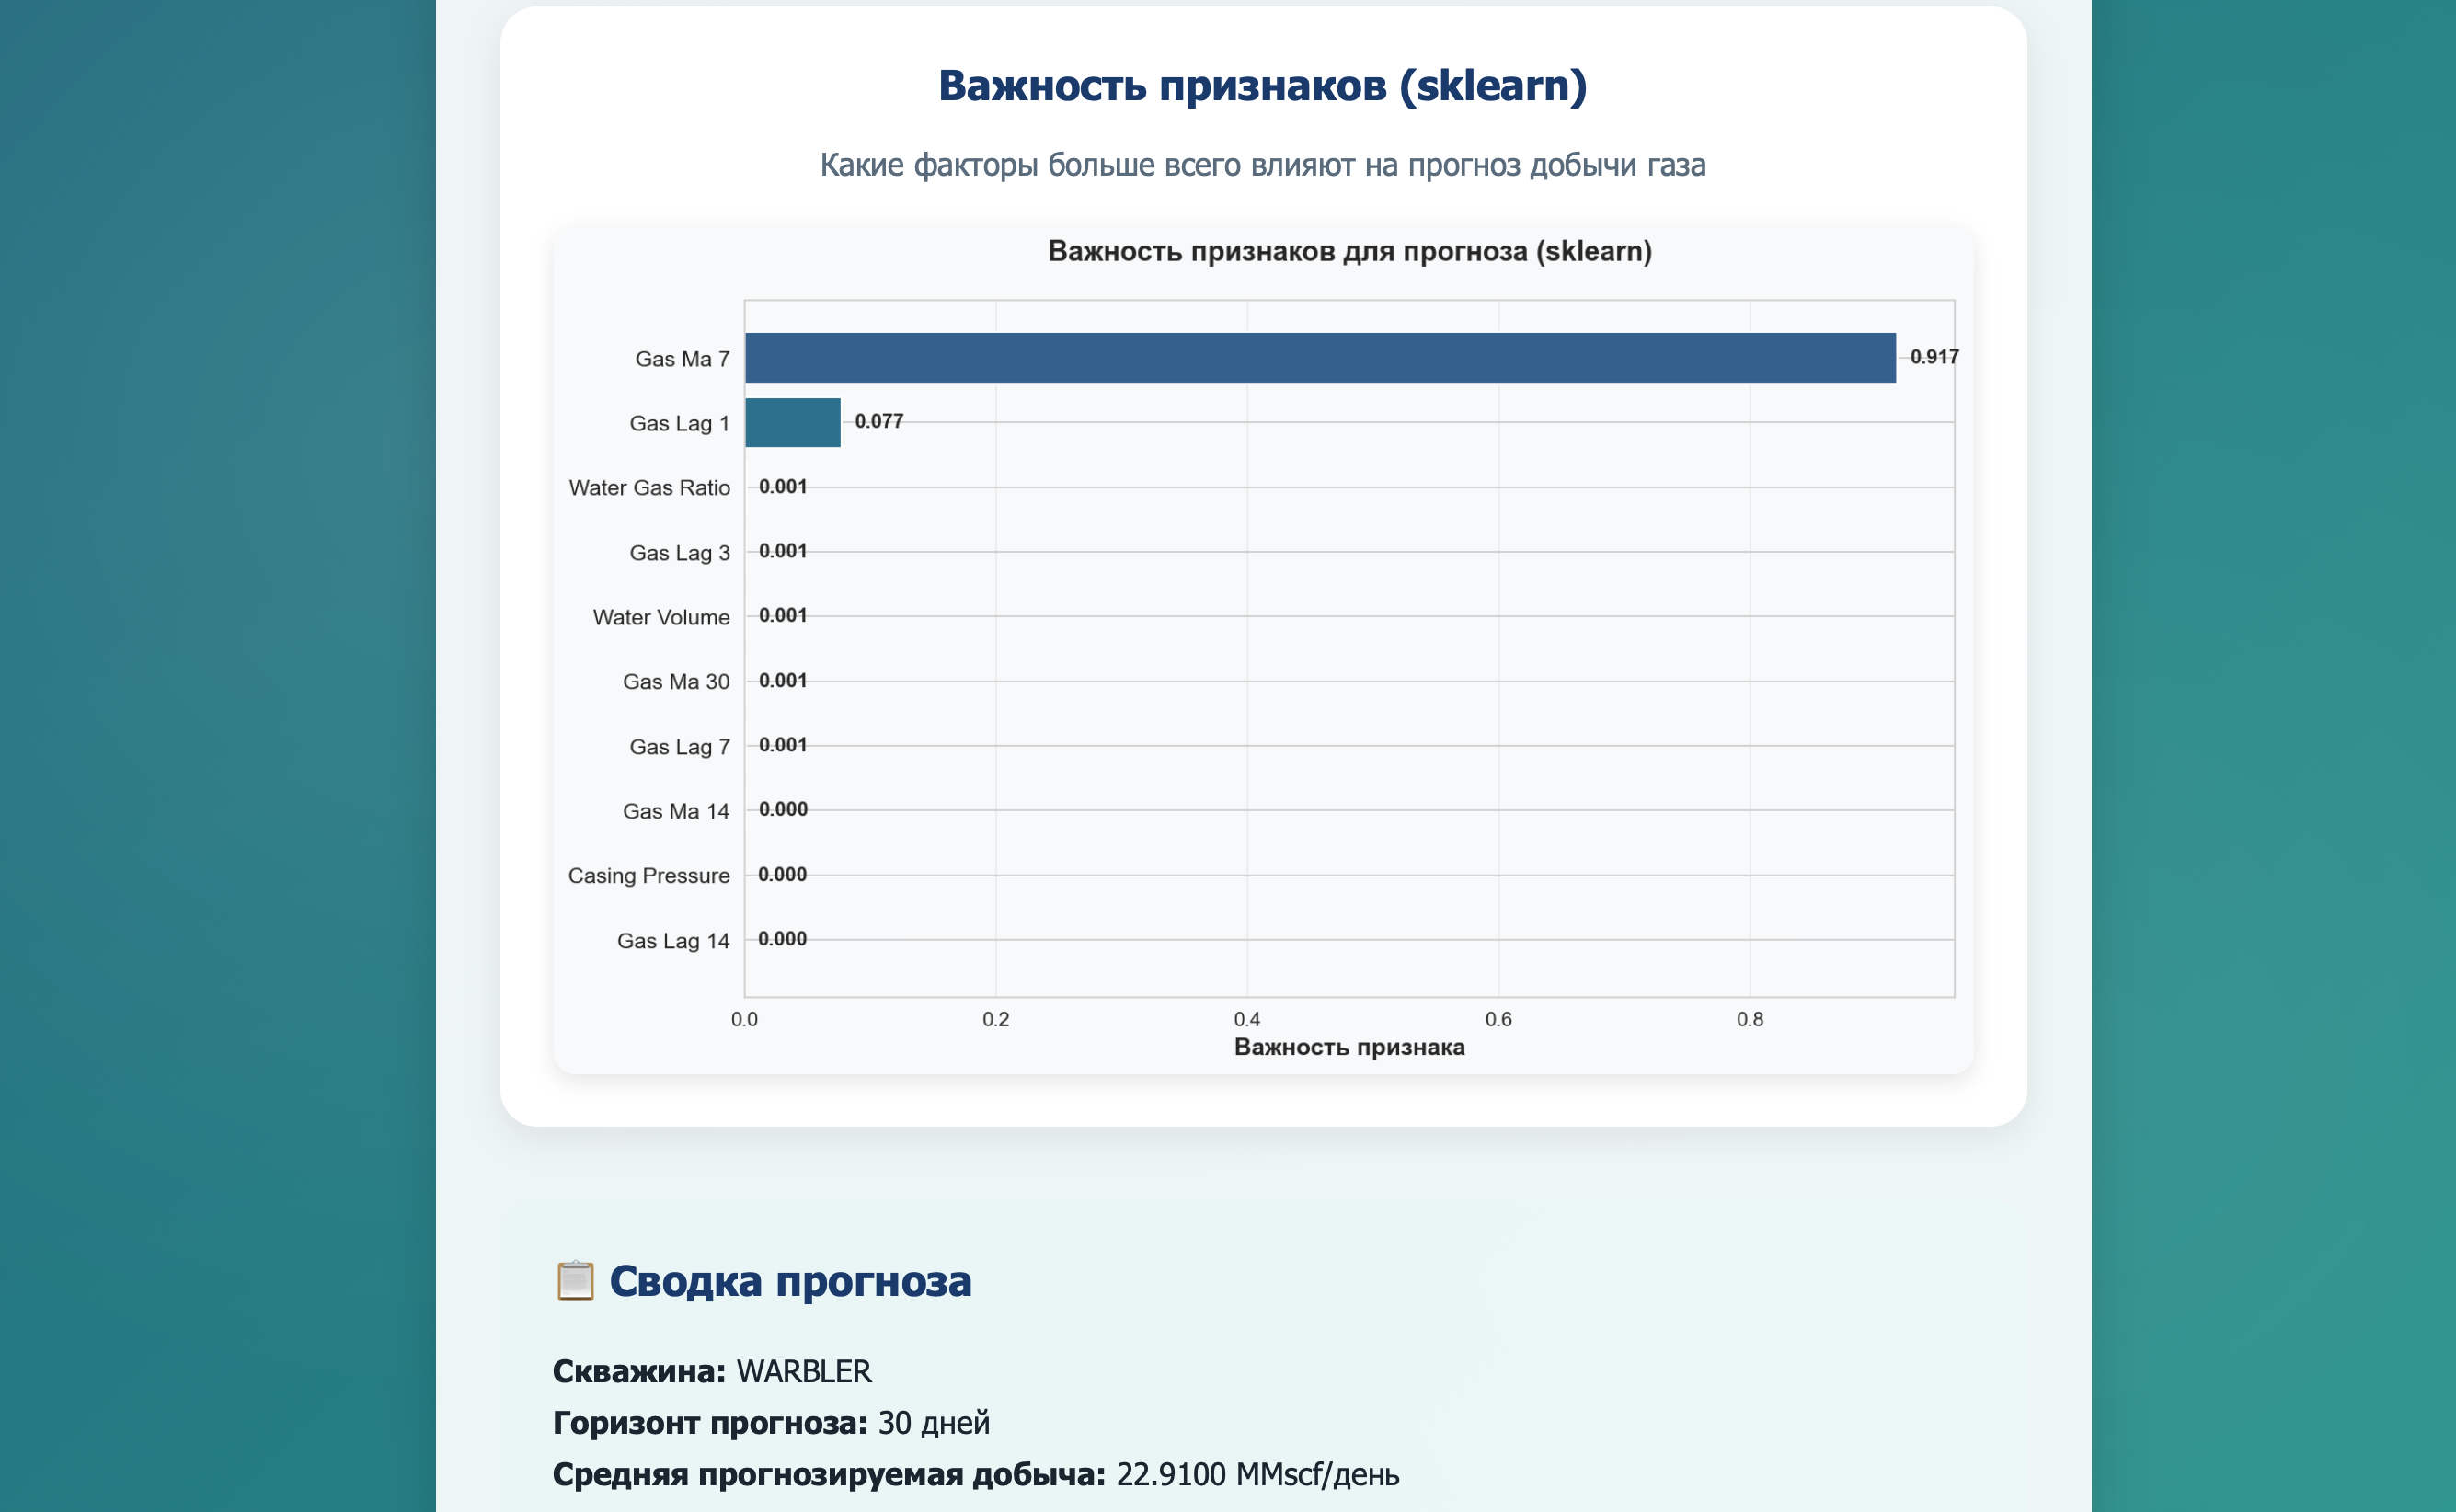 Важность признаков (sklearn)
Какие факторы больше всего влияют на прогноз добычи газа
Важность признаков для прогноза (sklearn)
Gas Ma 7 0.917
Gas Lag 1 0.077
Water Gas Ratio 0.001
Gas Lag 3 0.001
Water Volume 0.001
Gas Ma 30 0.001
Gas Lag 7 0.001
Gas Ma 14 0.000
Casing Pressure 0.000
Gas Lag 14 0.000
0.0 0.2 0.4 0.6 0.8
Важность признака
📋 Сводка прогноза
Скважина: WARBLER
Горизонт прогноза: 30 дней
Средняя прогнозируемая добыча: 22.9100 MMscf/день